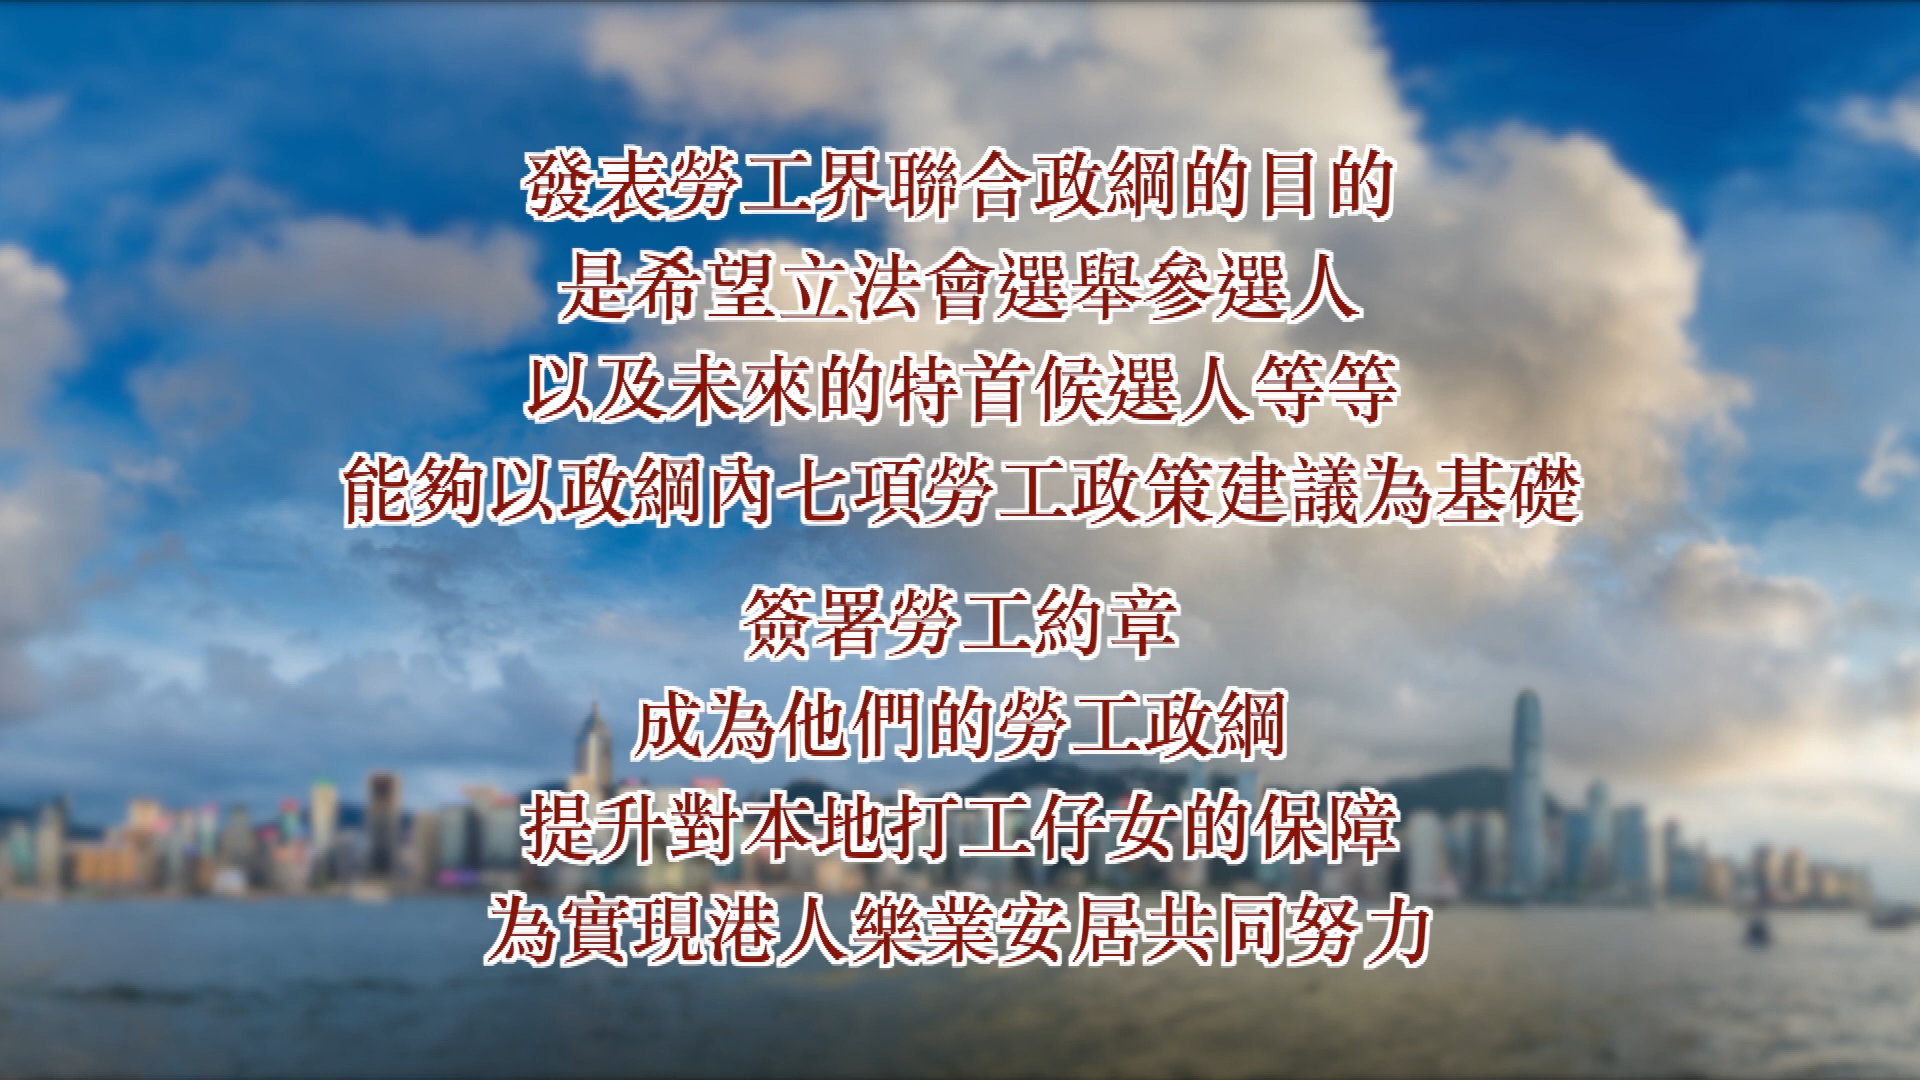 發表勞工界聯合政綱的目的
是希望立法會選舉參選人
以及未來的特首候選人等等
能夠以政綱內七項勞工政策建議為基礎
簽署勞工約章
成為他們的勞工政綱
提升對本地打工仔女的保障
為實現港人樂業安居共同努力